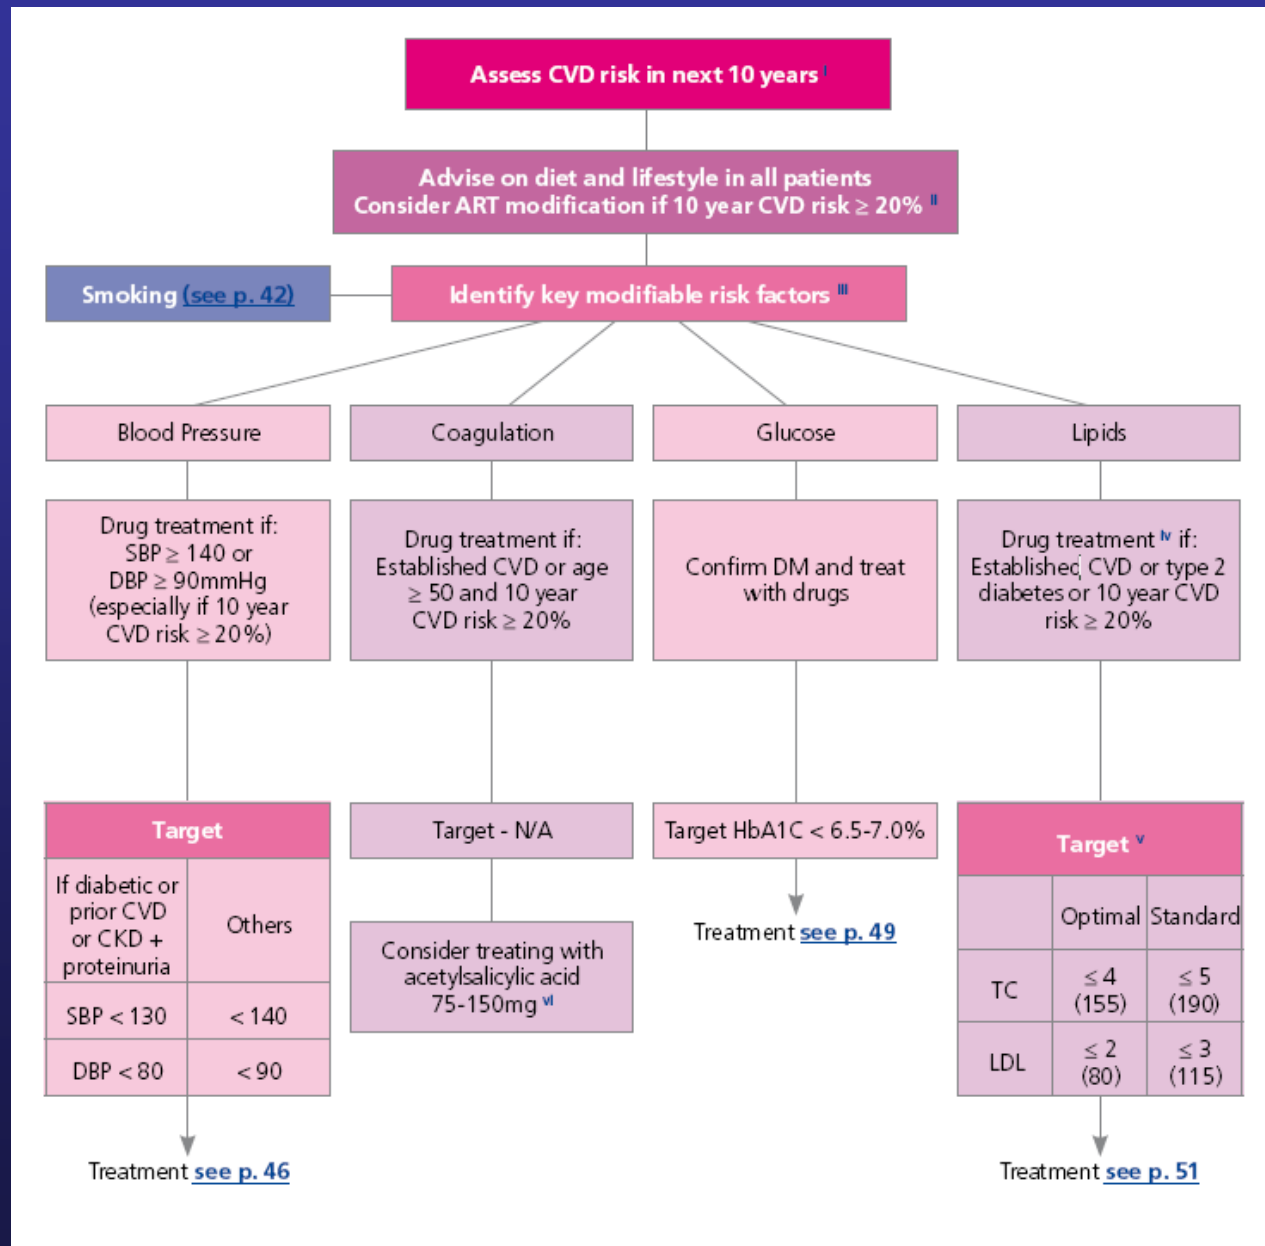 Assess CVD risk in next 10 years I
Advise on diet and lifestyle in all patients
Consider ART modification if 10 year CVD risk ≥ 20% II
Smoking (see p. 42)
Identify key modifiable risk factors III
Blood Pressure
Coagulation
Glucose
Lipids
Drug treatment if:
SBP ≥ 140 or
DBP ≥ 90mmHg
(especially if 10 year
CVD risk ≥ 20%)
Drug treatment if:
Established CVD or age
≥ 50 and 10 year
CVD risk ≥ 20%
Confirm DM and treat
with drugs
Drug treatment iv if:
Established CVD or type 2
diabetes or 10 year CVD
risk ≥ 20%
Target
If diabetic or
prior CVD
or CKD +
proteinuria
Others
SBP < 130
< 140
DBP < 80
< 90
Treatment see p. 46
Target - N/A
Consider treating with
acetylsalicylic acid
75-150mg vi
Target HbA1C < 6.5-7.0%
Treatment see p. 49
Target v
Optimal
Standard
TC
≤ 4
(155)
≤ 5
(190)
LDL
≤ 2
(80)
≤ 3
(115)
Treatment see p. 51